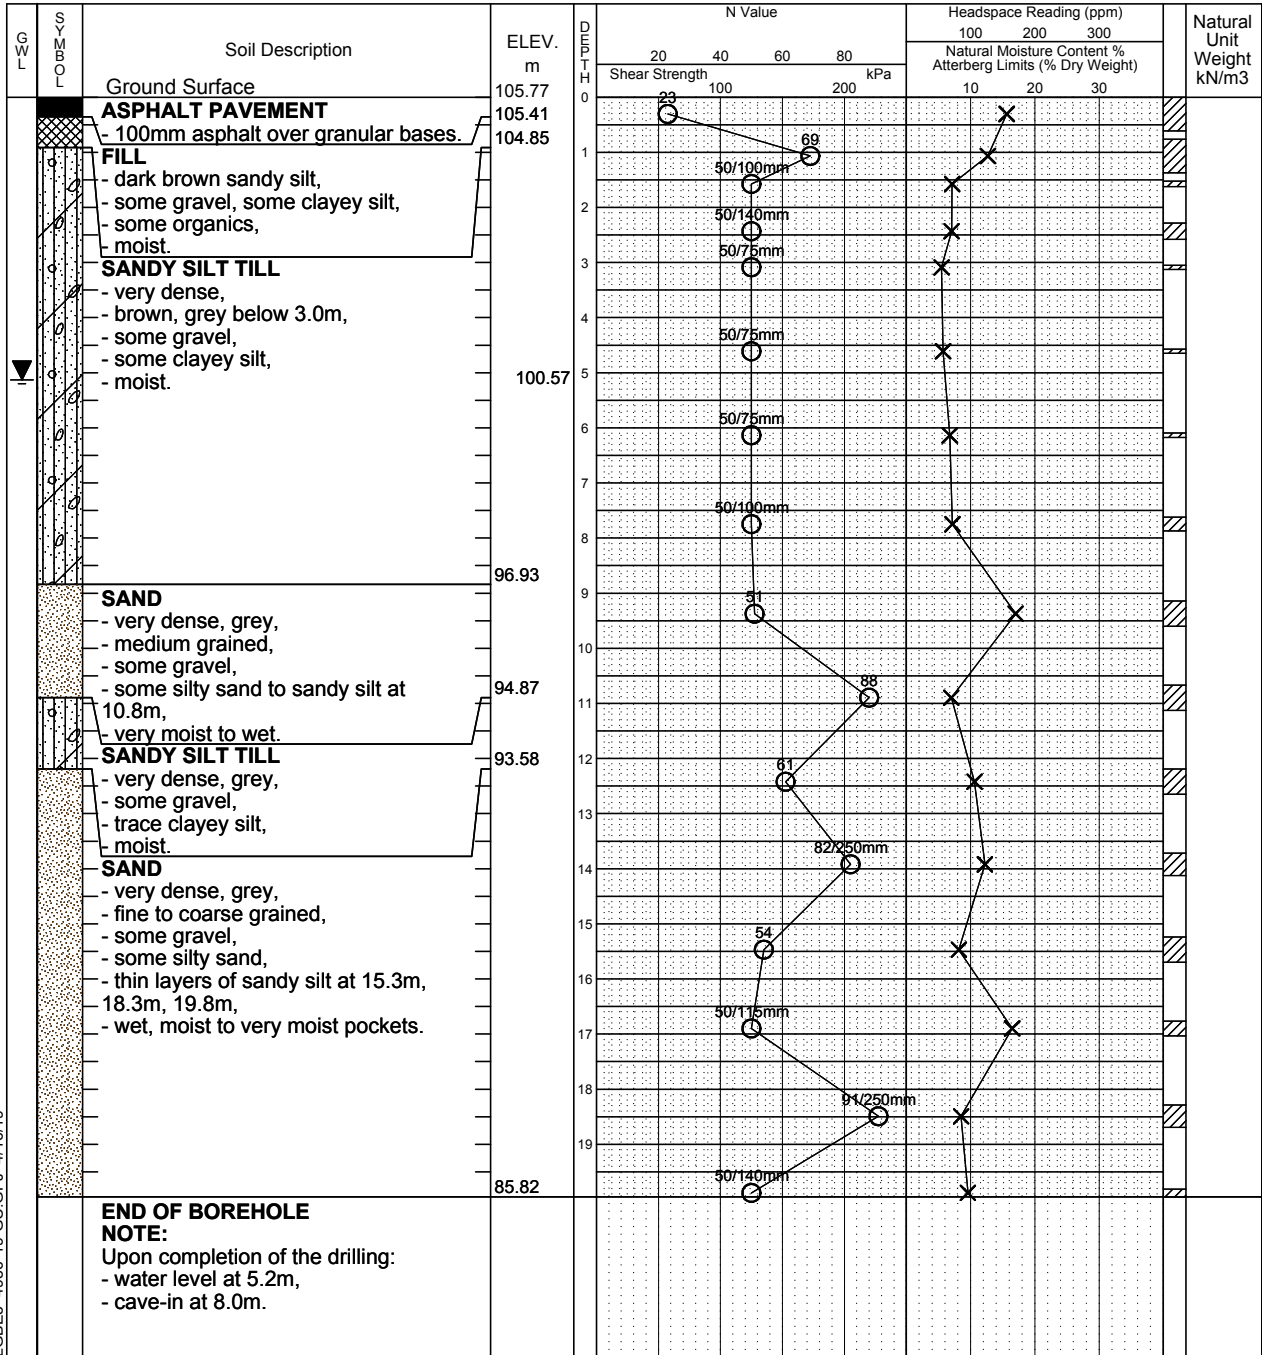 GWL
SYMBOL
Soil Description
Ground Surface
ELEV.
m
DEPTH
N Value
20 40 60 80
Shear Strength kPa
100 200
Headspace Reading (ppm)
100 200 300
Natural Moisture Content %
Atterberg Limits (% Dry Weight)
10 20 30
Natural
Unit
Weight
kN/m3
105.77
0
ASPHALT PAVEMENT
105.41
- 100mm asphalt over granular bases.
104.85
FILL
- dark brown sandy silt,
- some gravel, some clayey silt,
- some organics,
- moist.
SANDY SILT TILL
- very dense,
- brown, grey below 3.0m,
- some gravel,
- some clayey silt,
- moist.
100.57
96.93
SAND
- very dense, grey,
- medium grained,
- some gravel,
- some silty sand to sandy silt at
10.8m,
- very moist to wet.
94.87
SANDY SILT TILL
93.58
- very dense, grey,
- some gravel,
- trace clayey silt,
- moist.
SAND
- very dense, grey,
- fine to coarse grained,
- some gravel,
- some silty sand,
- thin layers of sandy silt at 15.3m,
18.3m, 19.8m,
- wet, moist to very moist pockets.
85.82
END OF BOREHOLE
NOTE:
Upon completion of the drilling:
- water level at 5.2m,
- cave-in at 8.0m.
1
2
3
4
5
6
7
8
9
10
11
12
13
14
15
16
17
18
19
23
69
50/100mm
50/140mm
50/75mm
50/75mm
50/75mm
50/100mm
51
88
61
82/250mm
54
50/115mm
91/250mm
50/140mm